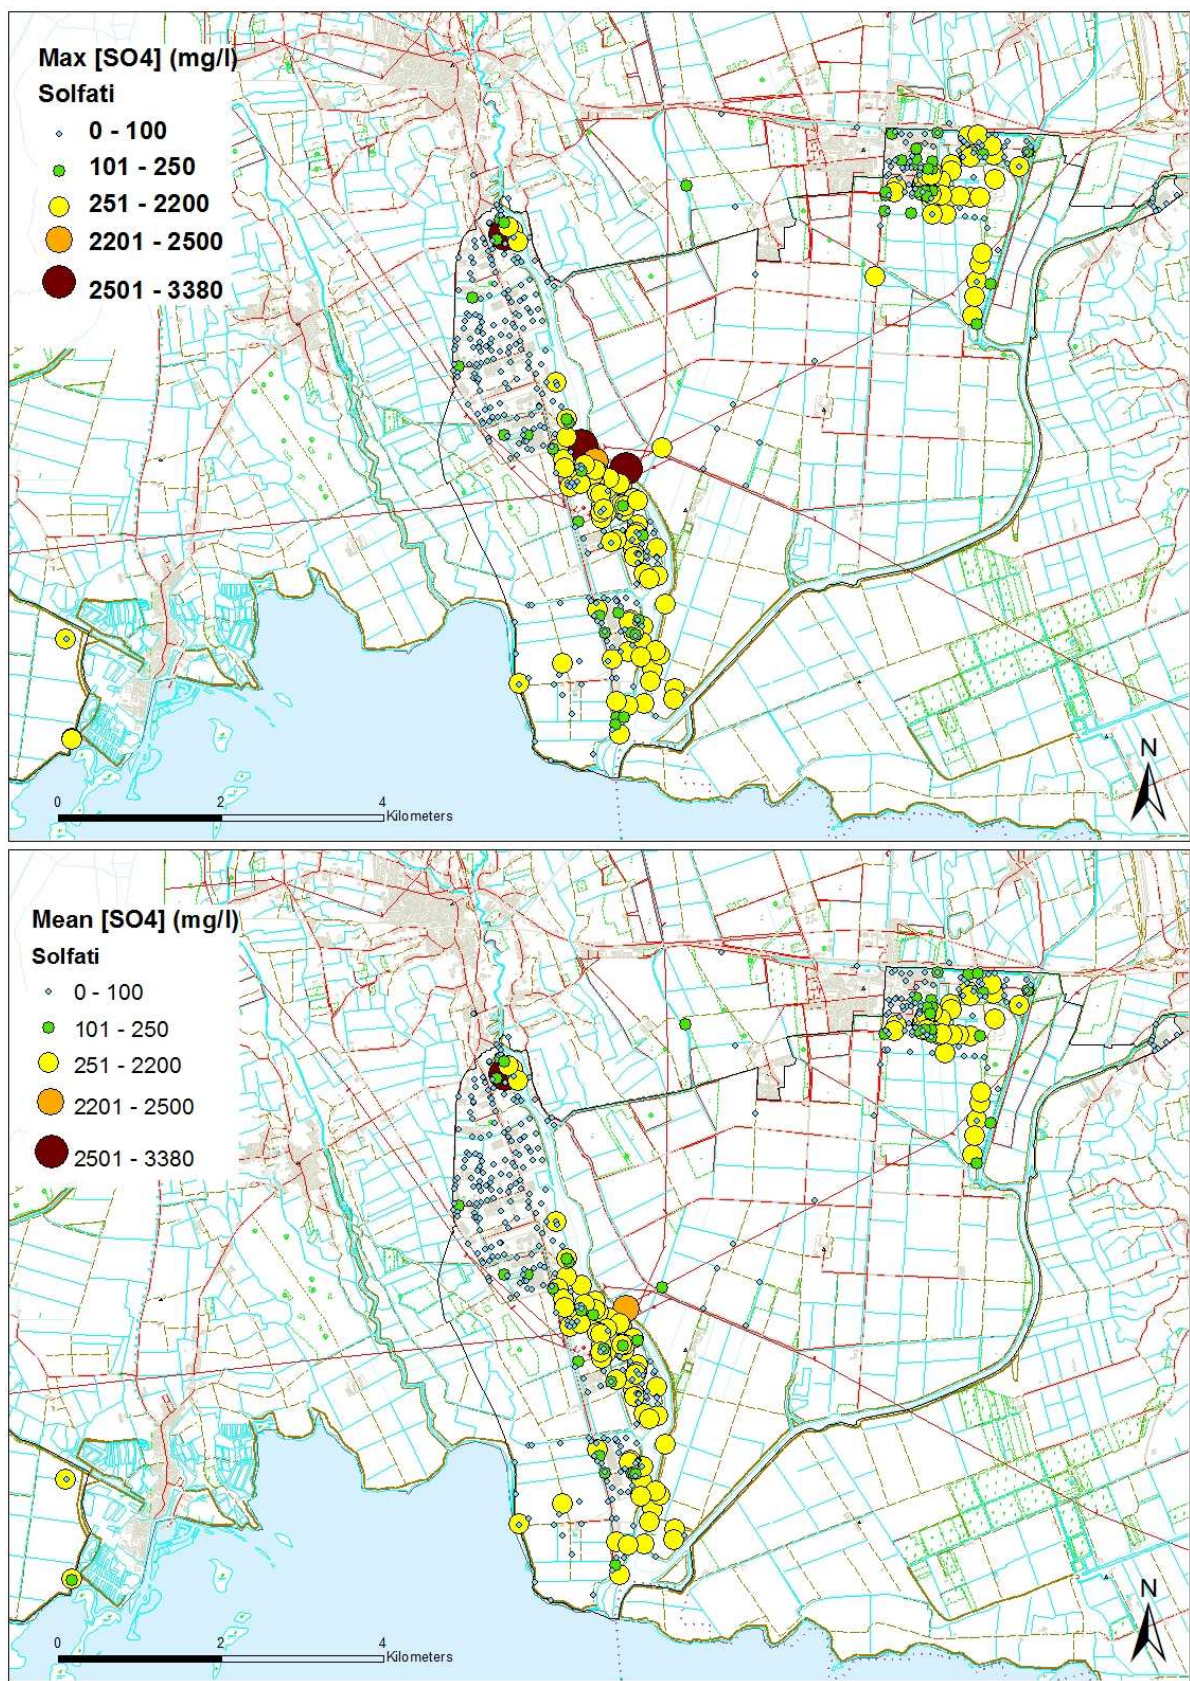 Max [SO4] (mg/l)
Solfati
0 - 100
101 - 250
251 - 2200
2201 - 2500
2501 - 3380
N
0 2 4
Kilometers
Mean [SO4] (mg/l)
Solfati
0 - 100
101 - 250
251 - 2200
2201 - 2500
2501 - 3380
N
0 2 4
Kilometers